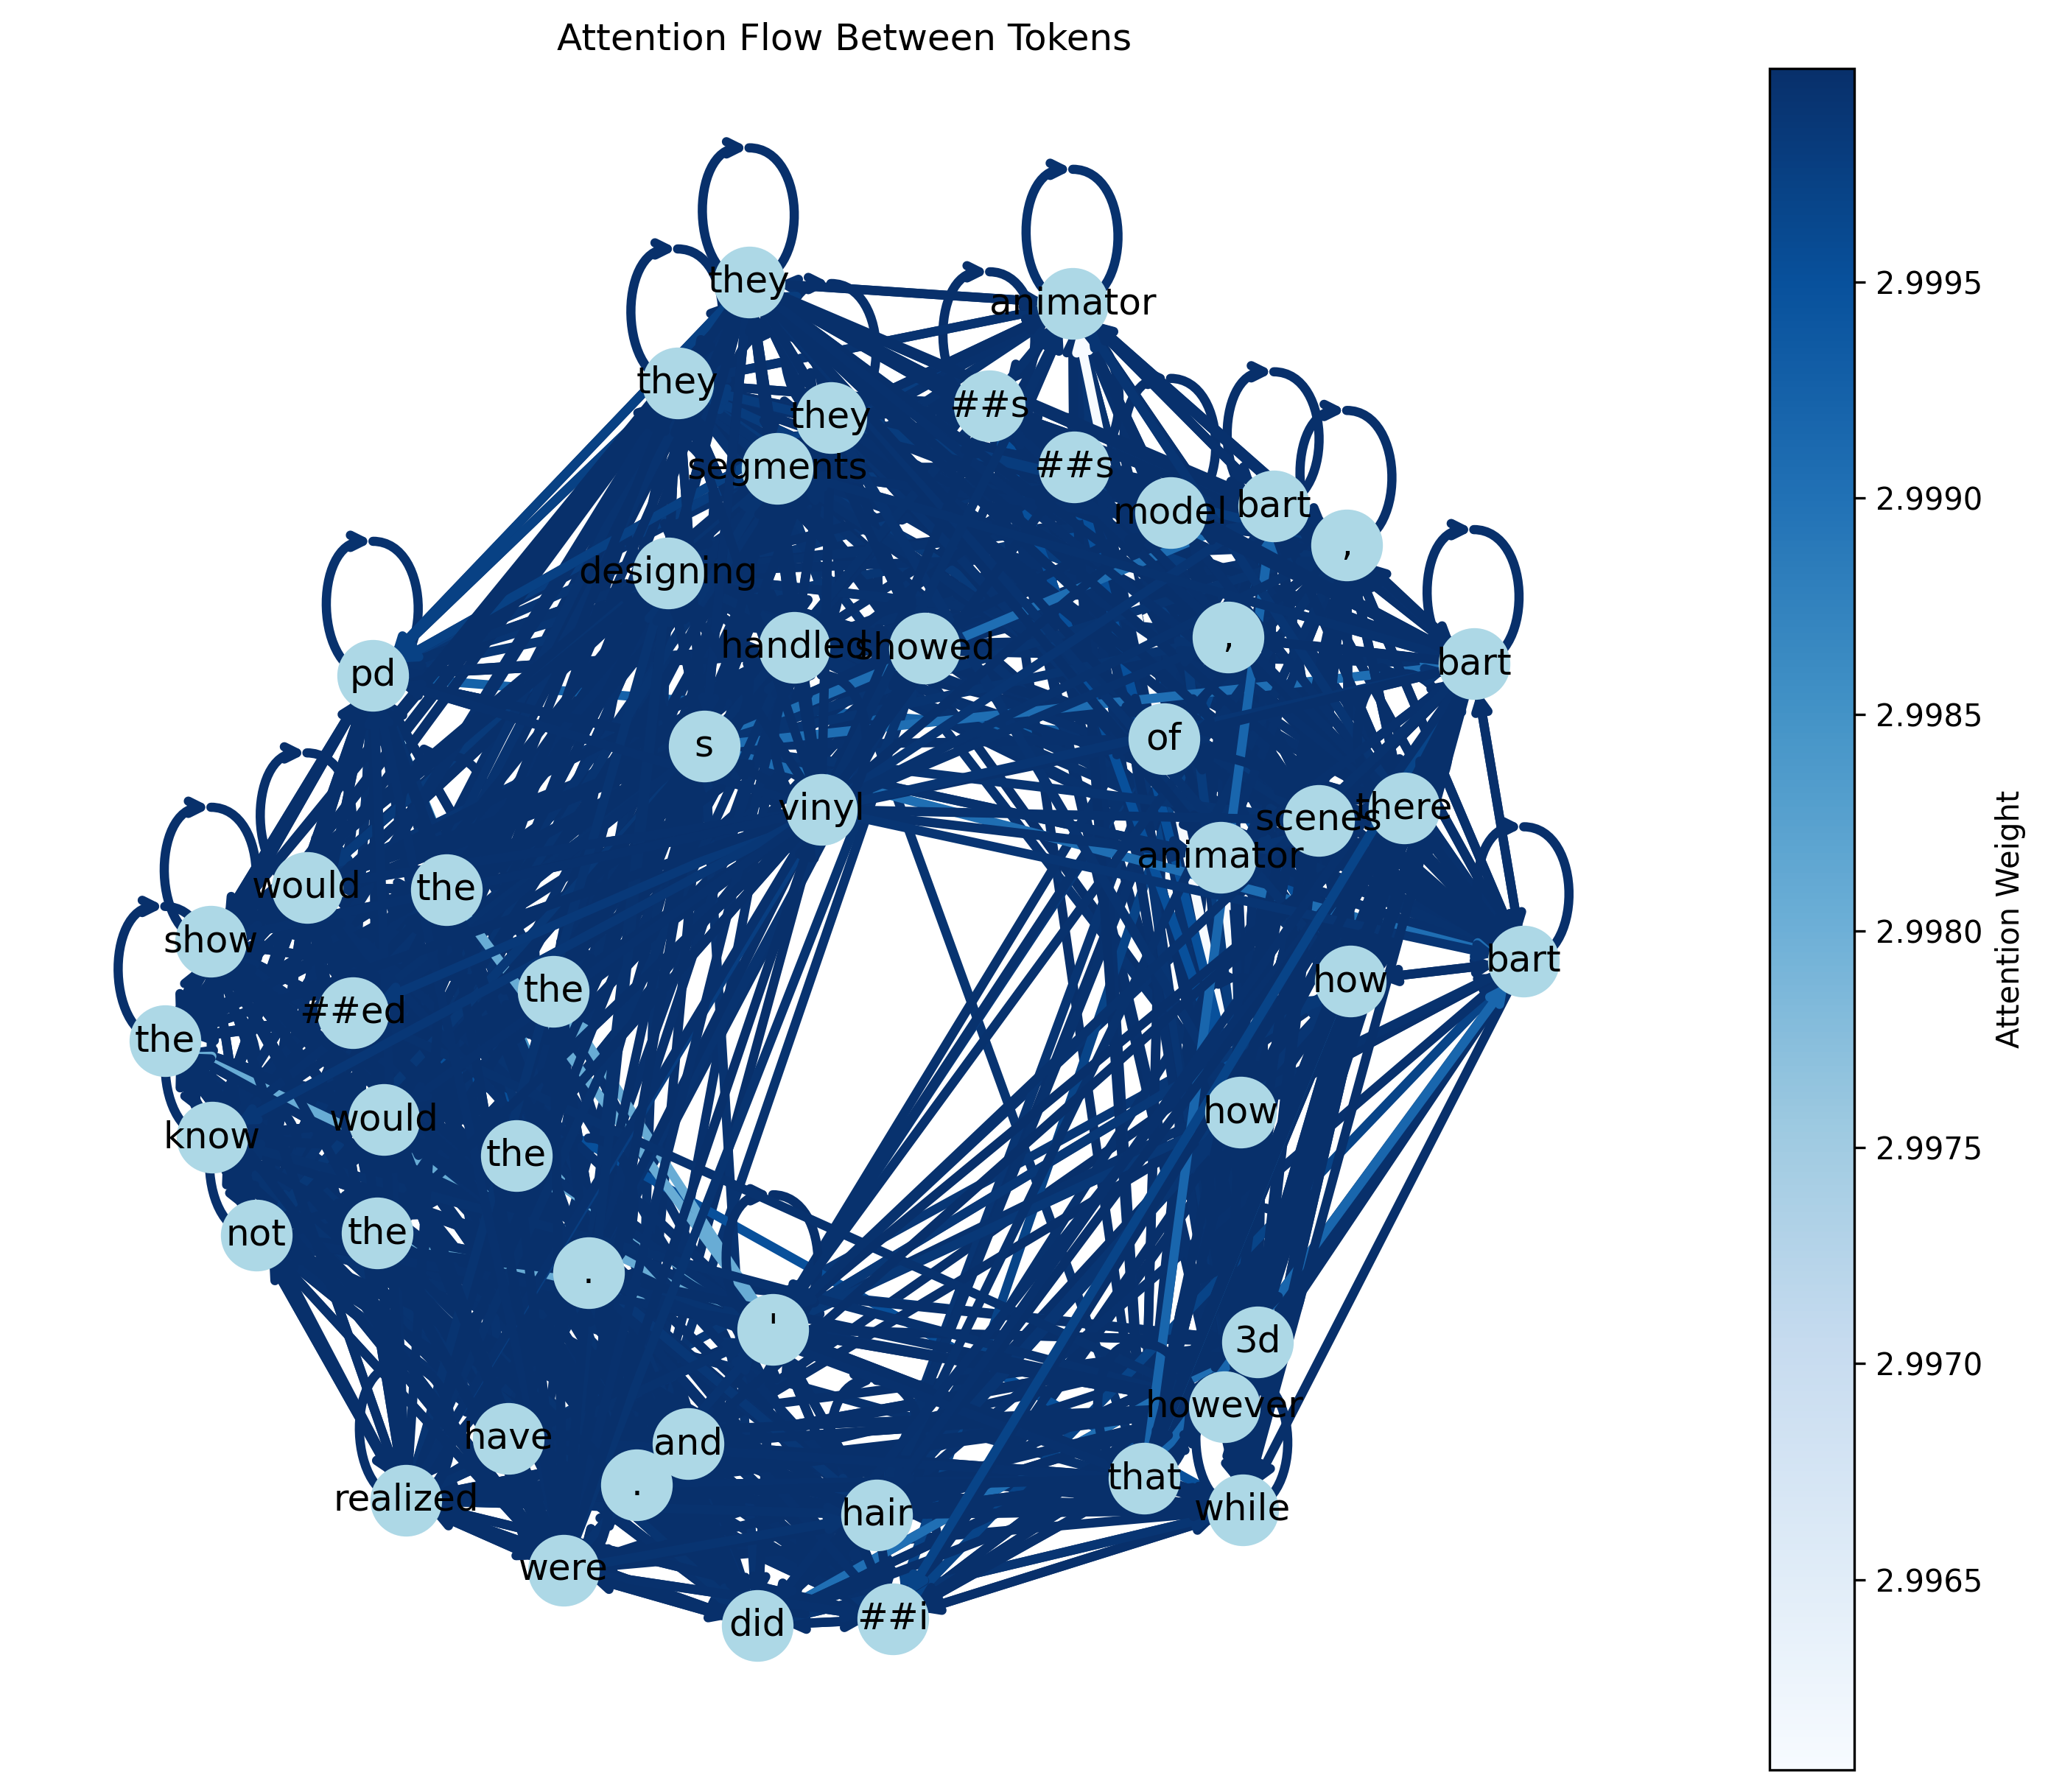 Attention Flow Between Tokens
they
animator
they
they
##s
segments
##s
model
bart
,
designing
handled
showed
,
bart
pd
s
of
vinyl
scenes
there
animator
would
the
show
bart
how
the
##ed
the
know
would
the
how
not
the
.
'
3d
however
have
and
that
realized
.
hair
while
were
did
##i
2.9995
2.9990
2.9985
2.9980
2.9975
2.9970
2.9965
Attention Weight